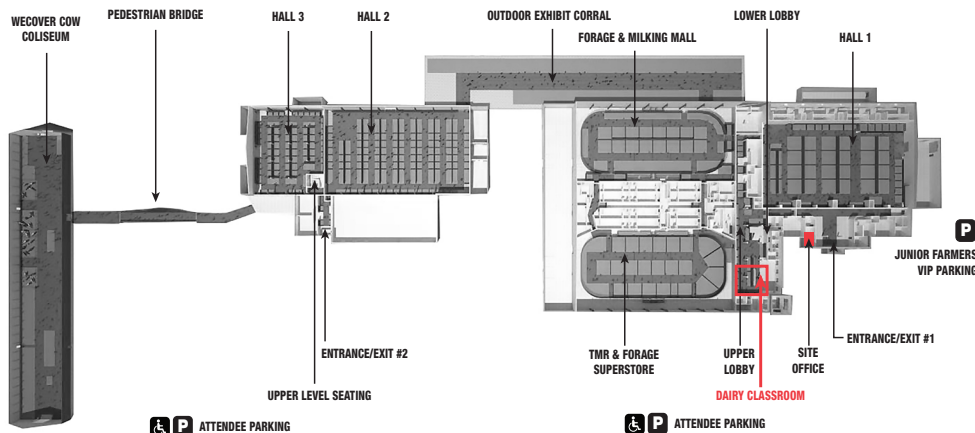 WECOVER COW
COLISEUM
PEDESTRIAN BRIDGE
HALL 3
HALL 2
OUTDOOR EXHIBIT CORRAL
FORAGE & MILKING MALL
LOWER LOBBY
HALL 1
P
JUNIOR FARMERS
VIP PARKING
ENTRANCE/EXIT #2
UPPER LEVEL SEATING
TMR & FORAGE
SUPERSTORE
UPPER
LOBBY
SITE
OFFICE
ENTRANCE/EXIT #1
DAIRY CLASSROOM
P ATTENDEE PARKING
P ATTENDEE PARKING